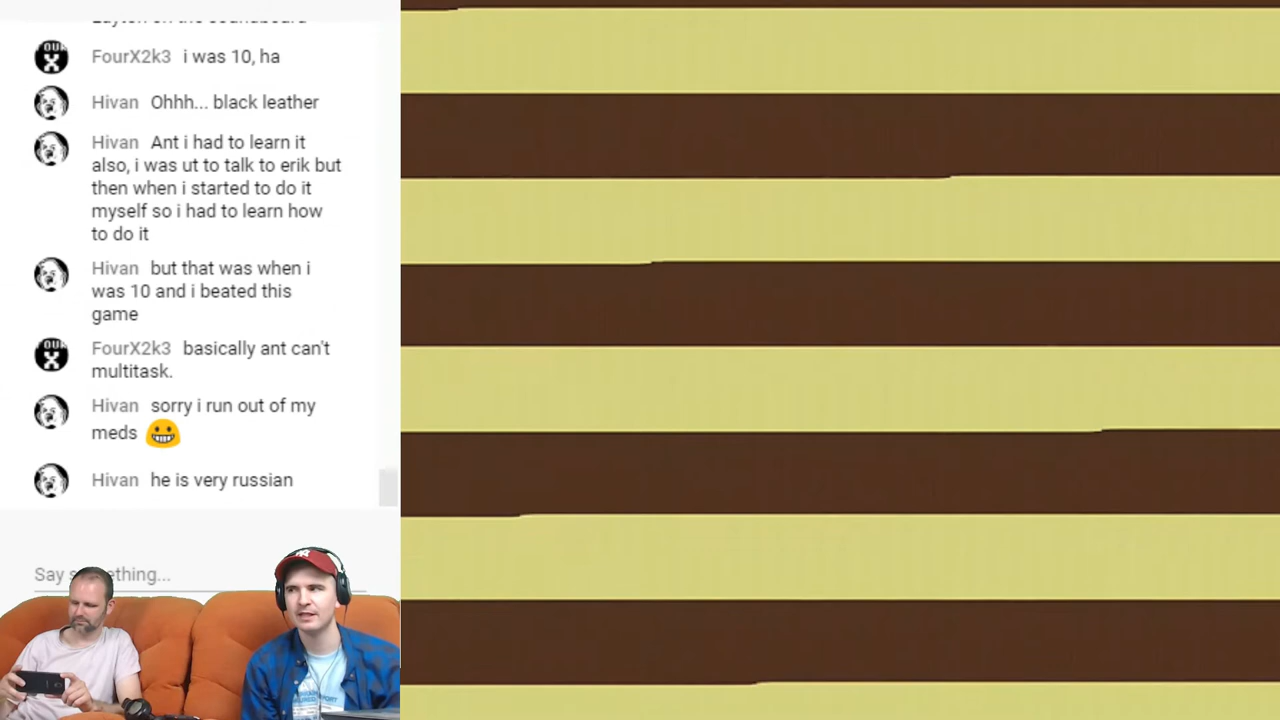 FourX2k3 i was 10, ha
Hivan Ohhh... black leather
Hivan Ant i had to learn it
also, i was ut to talk to erik but
then when i started to do it
myself so i had to learn how
to do it
Hivan but that was when i
was 10 and i beated this
game
FourX2k3 basically ant can't
multitask.
Hivan sorry i run out of my
meds
Hivan he is very russian